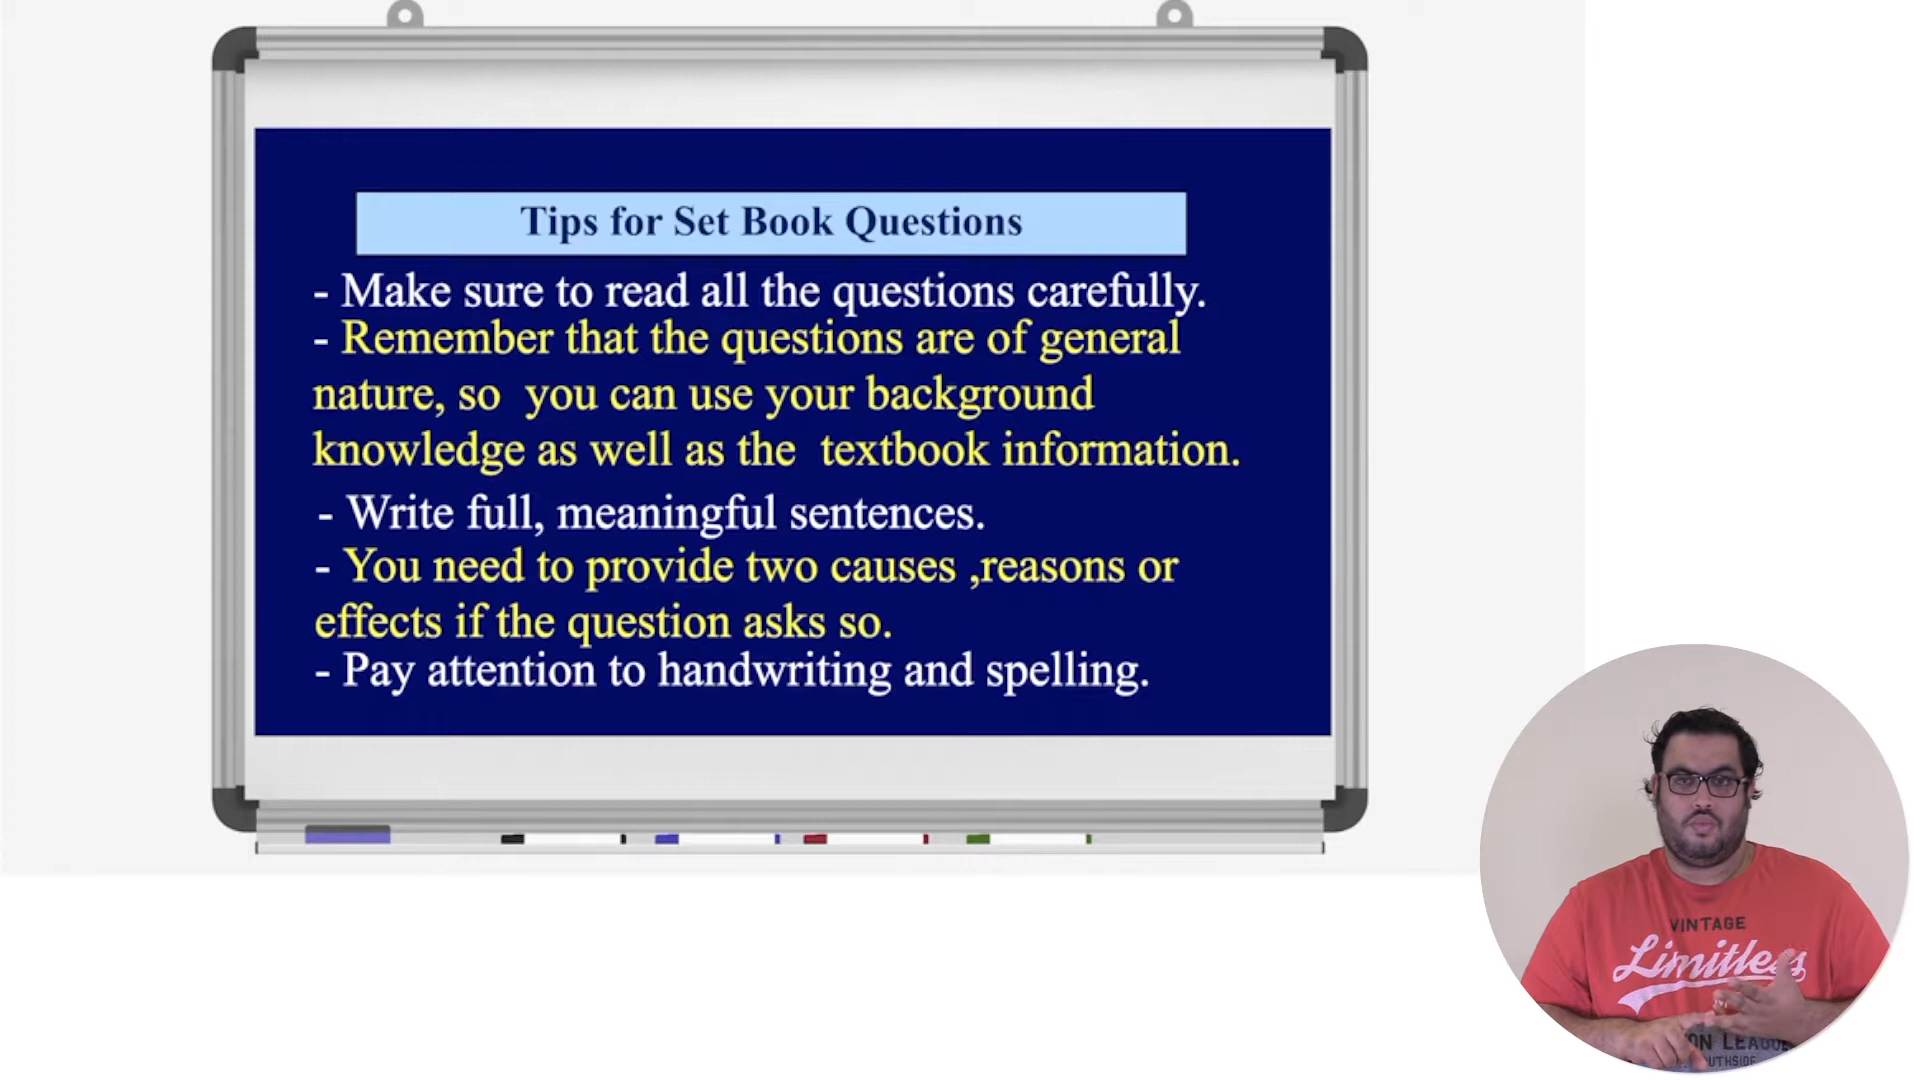 Tips for Set Book Questions
- Make sure to read all the questions carefully.
- Remember that the questions are of general
nature, so you can use your background
knowledge as well as the textbook information.
- Write full, meaningful sentences.
- You need to provide two causes ,reasons or
effects if the question asks so.
- Pay attention to handwriting and spelling.
VINTAGE
Limitless
ON LEAGUE
UTHSIDE